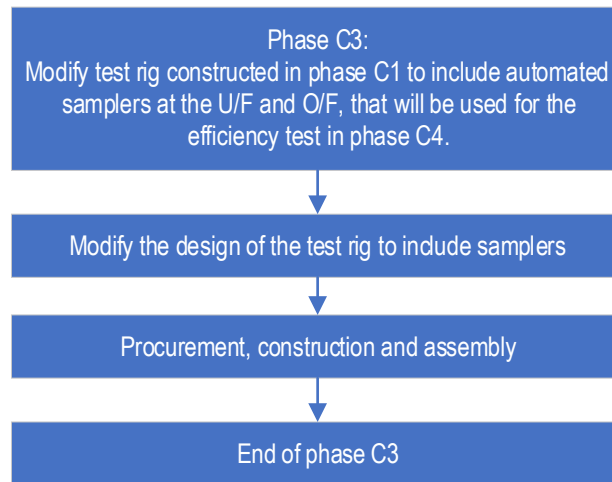 Phase C3:
Modify test rig constructed in phase C1 to include automated
samplers at the U/F and O/F, that will be used for the
efficiency test in phase C4.
Modify the design of the test rig to include samplers
Procurement, construction and assembly
End of phase C3